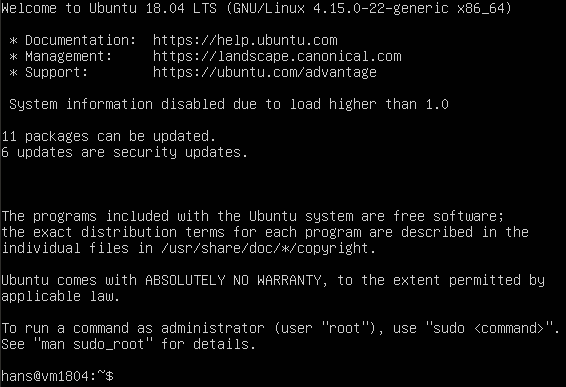 Welcome to Ubuntu 18.04 LTS (GNU/Linux 4.15.0-22-generic x86_64)
* Documentation:  https://help.ubuntu.com
* Management:     https://landscape.canonical.com
* Support:        https://ubuntu.com/advantage
System information disabled due to load higher than 1.0
11 packages can be updated.
6 updates are security updates.
The programs included with the Ubuntu system are free software;
the exact distribution terms for each program are described in the
individual files in /usr/share/doc/*/copyright.
Ubuntu comes with ABSOLUTELY NO WARRANTY, to the extent permitted by
applicable law.
To run a command as administrator (user "root"), use "sudo <command>".
See "man sudo_root" for details.
hans@vm1804:~$